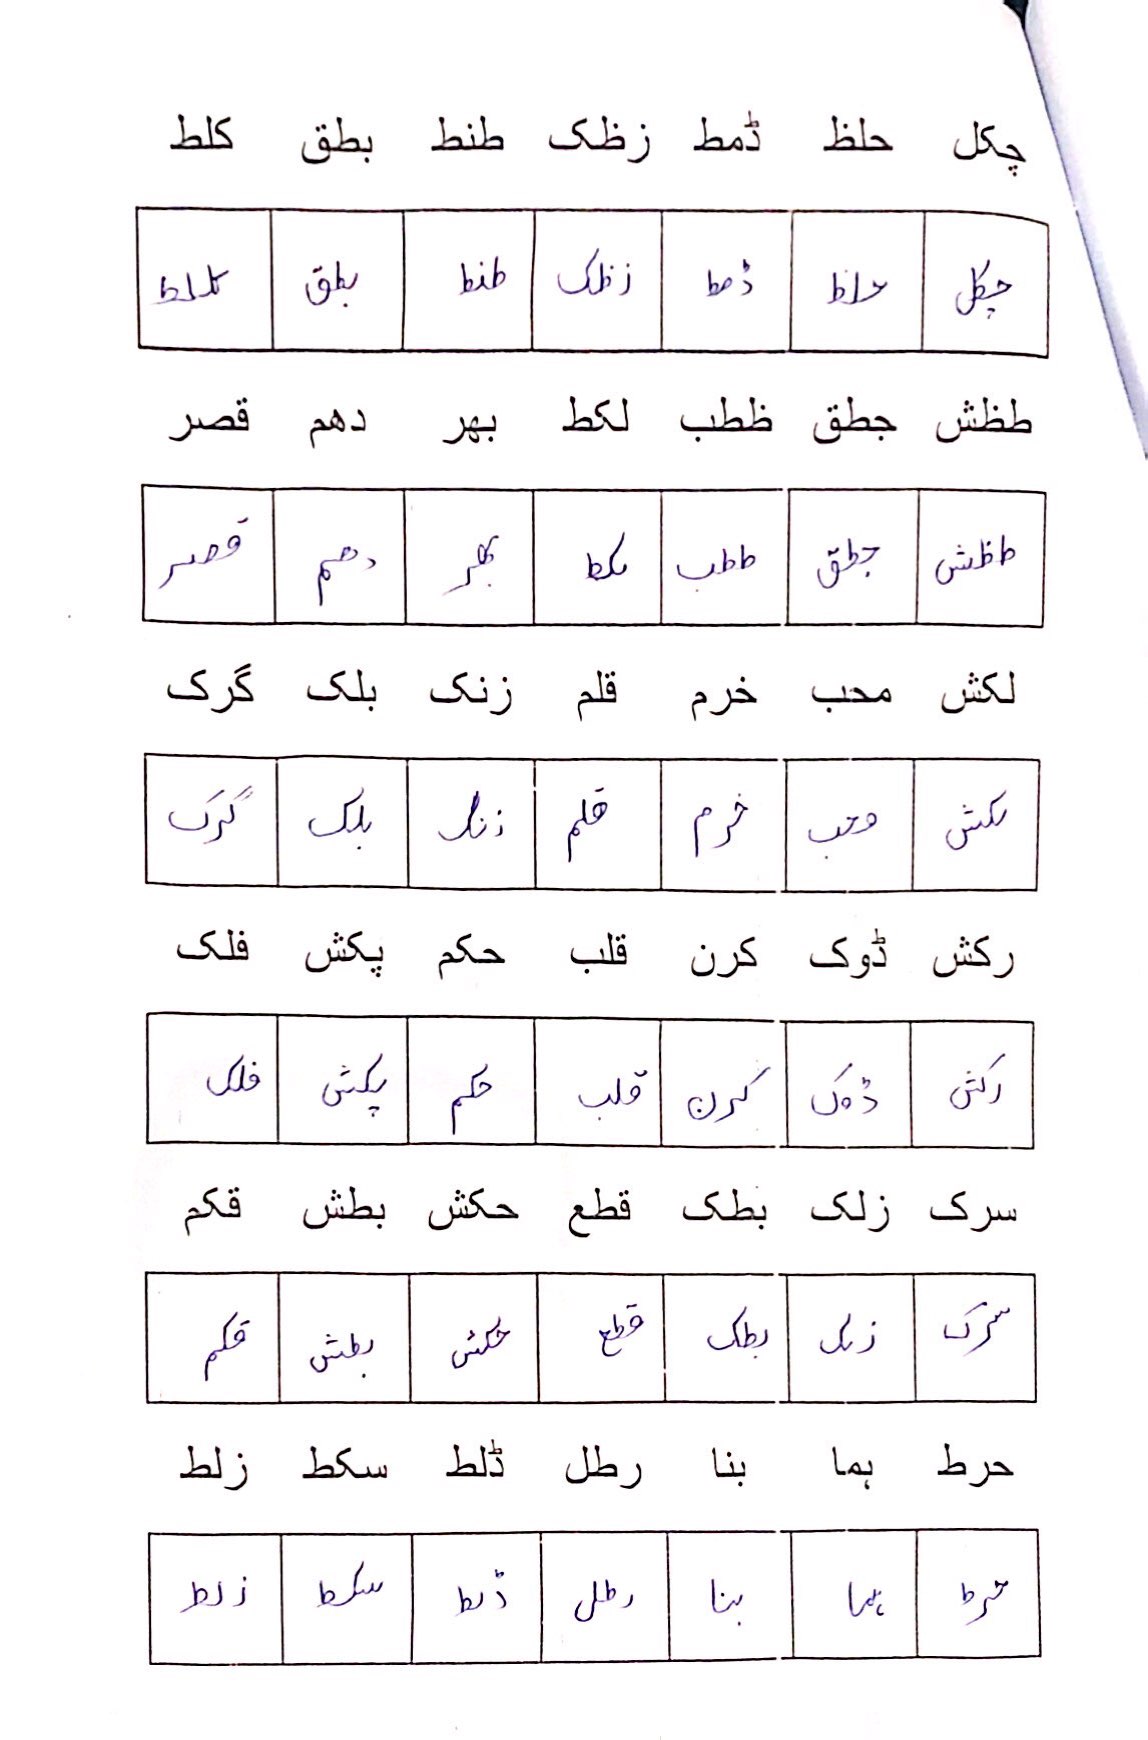 چکل حلظ ڈمط زظک طنط بطق کلط
چکل حلظ ڈمط زظک طنط بطق کلط
طظش جطق ظطب لکط بھر دھم قصر
طظش جطق ططب لکط بھر دھم قصر
لکش محب خرم قلم زنک بلک گرک
لکش محب خرم قلم زنک بلک گرک
رکش ڈوک کرن قلب حکم پکش فلک
رکش ڈوک کرن قلب حکم پکش فلک
سرک زلک بطک قطع حکش بطش قکم
سرک زلک بطک قطع حکش بطش قکم
حرط ہما بنا رطل ڈلط سکط زلط
حرط ہما بنا رطل ڈلط سکط زلط